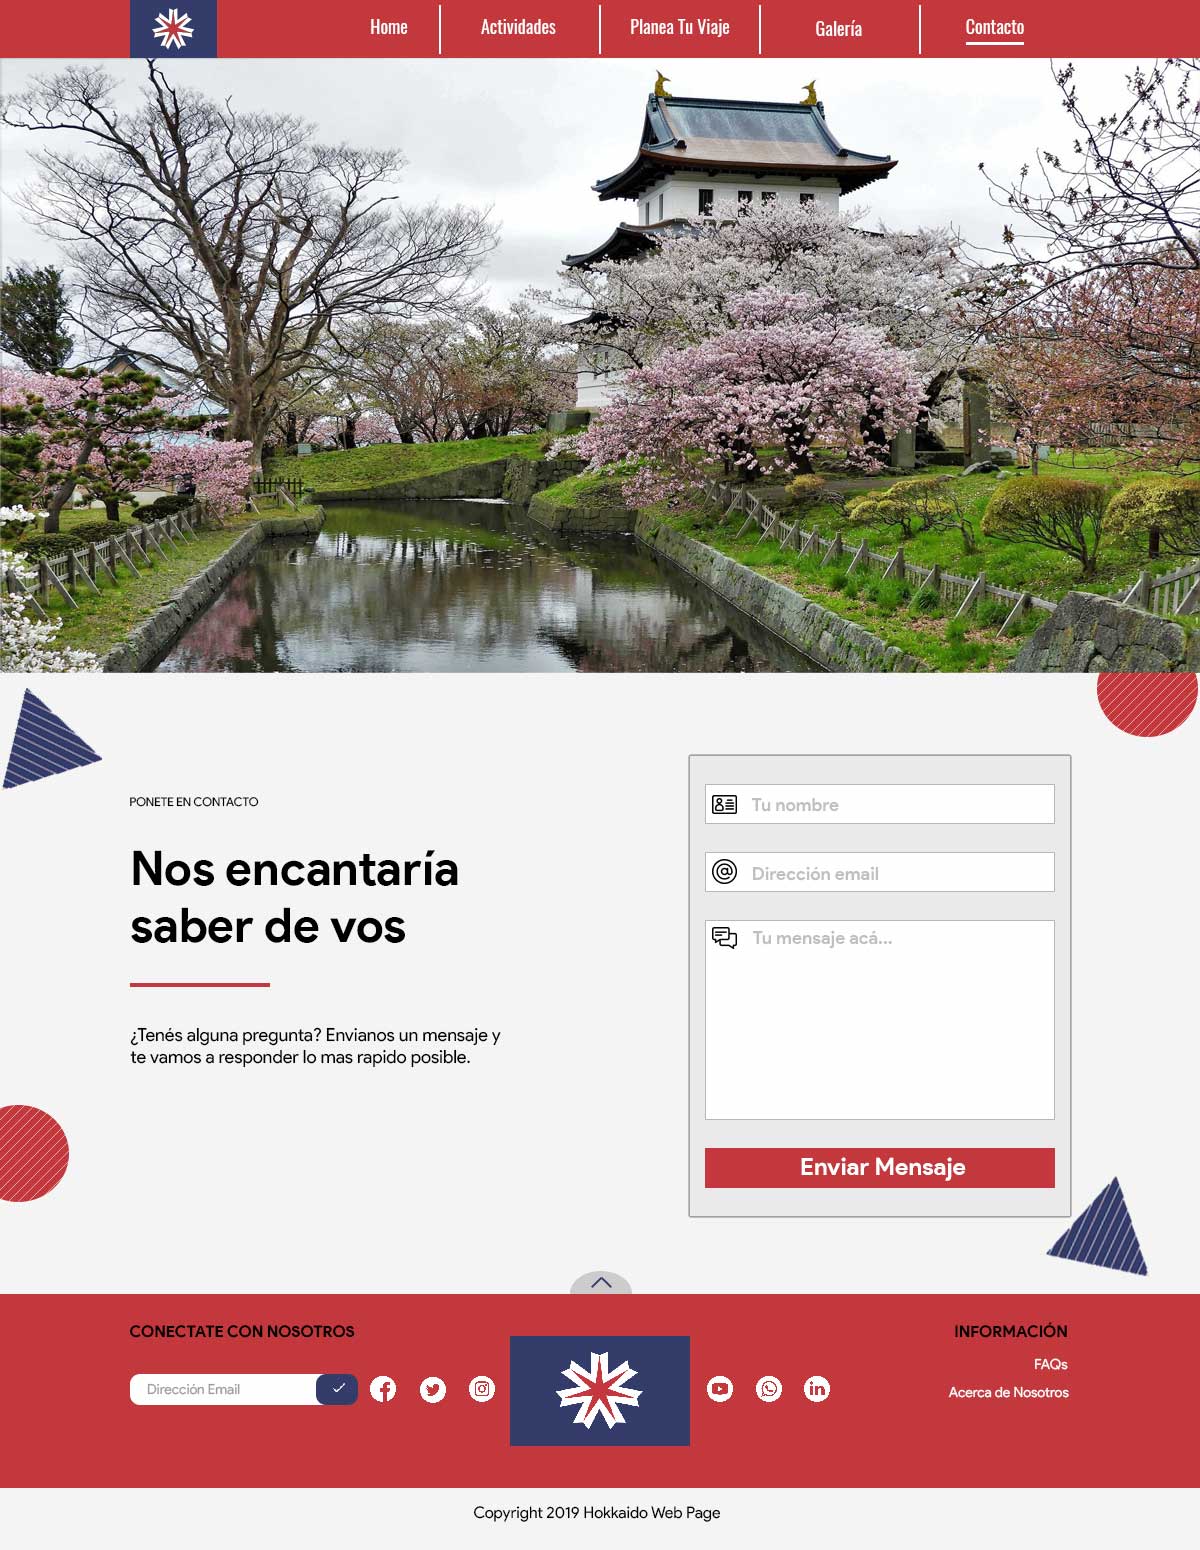 Home
Actividades
Planea Tu Viaje
Galería
Contacto
PONETE EN CONTACTO
Nos encantaría
saber de vos
¿Tenés alguna pregunta? Envianos un mensaje y
te vamos a responder lo mas rapido posible.
Tu nombre
Dirección email
Tu mensaje acá...
Enviar Mensaje
CONECTATE CON NOSOTROS
Dirección Email
INFORMACIÓN
FAQs
Acerca de Nosotros
Copyright 2019 Hokkaido Web Page